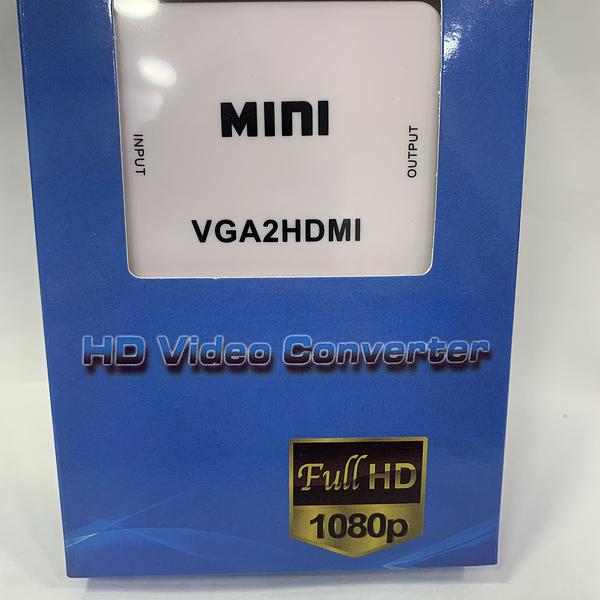 MINI
INPUT
OUTPUT
VGA2HDMI
HD Video Converter
Full HD
1080p